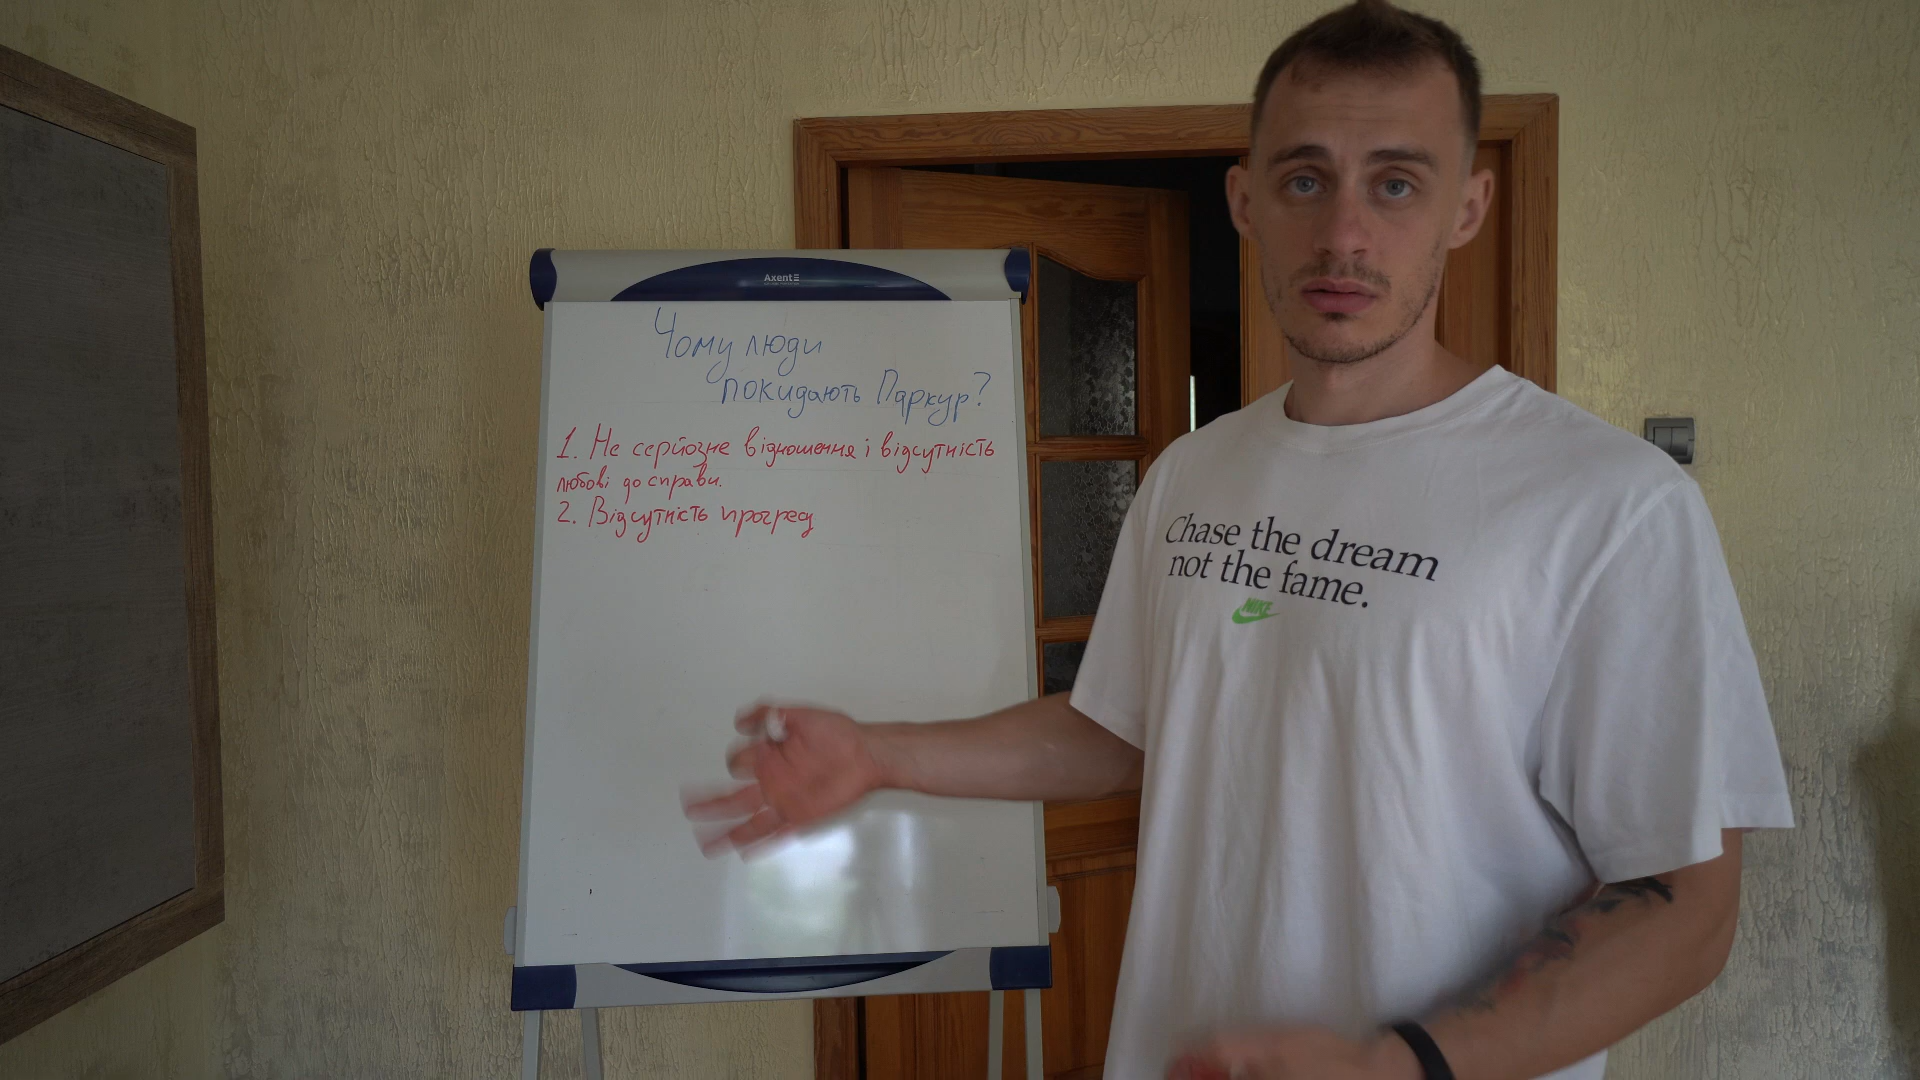 Axent
Чому люди
покидають Паркур?
1. Не серйозне відношення і відсутність
любові до справи.
2. Відсутність прогресу
Chase the dream
not the fame.
NIKE